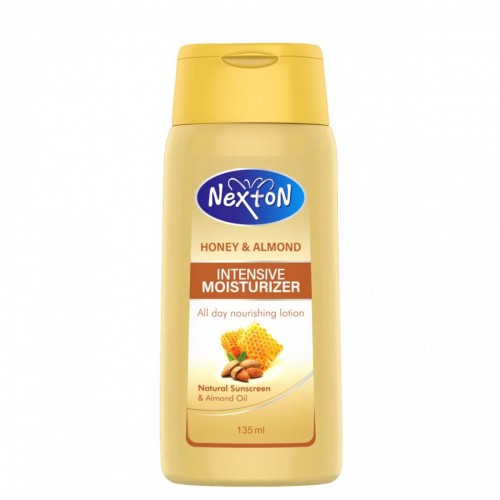 NexToN
HONEY & ALMOND
INTENSIVE
MOISTURIZER
All day nourishing lotion
Natural Sunscreen
& Almond Oil
135 ml